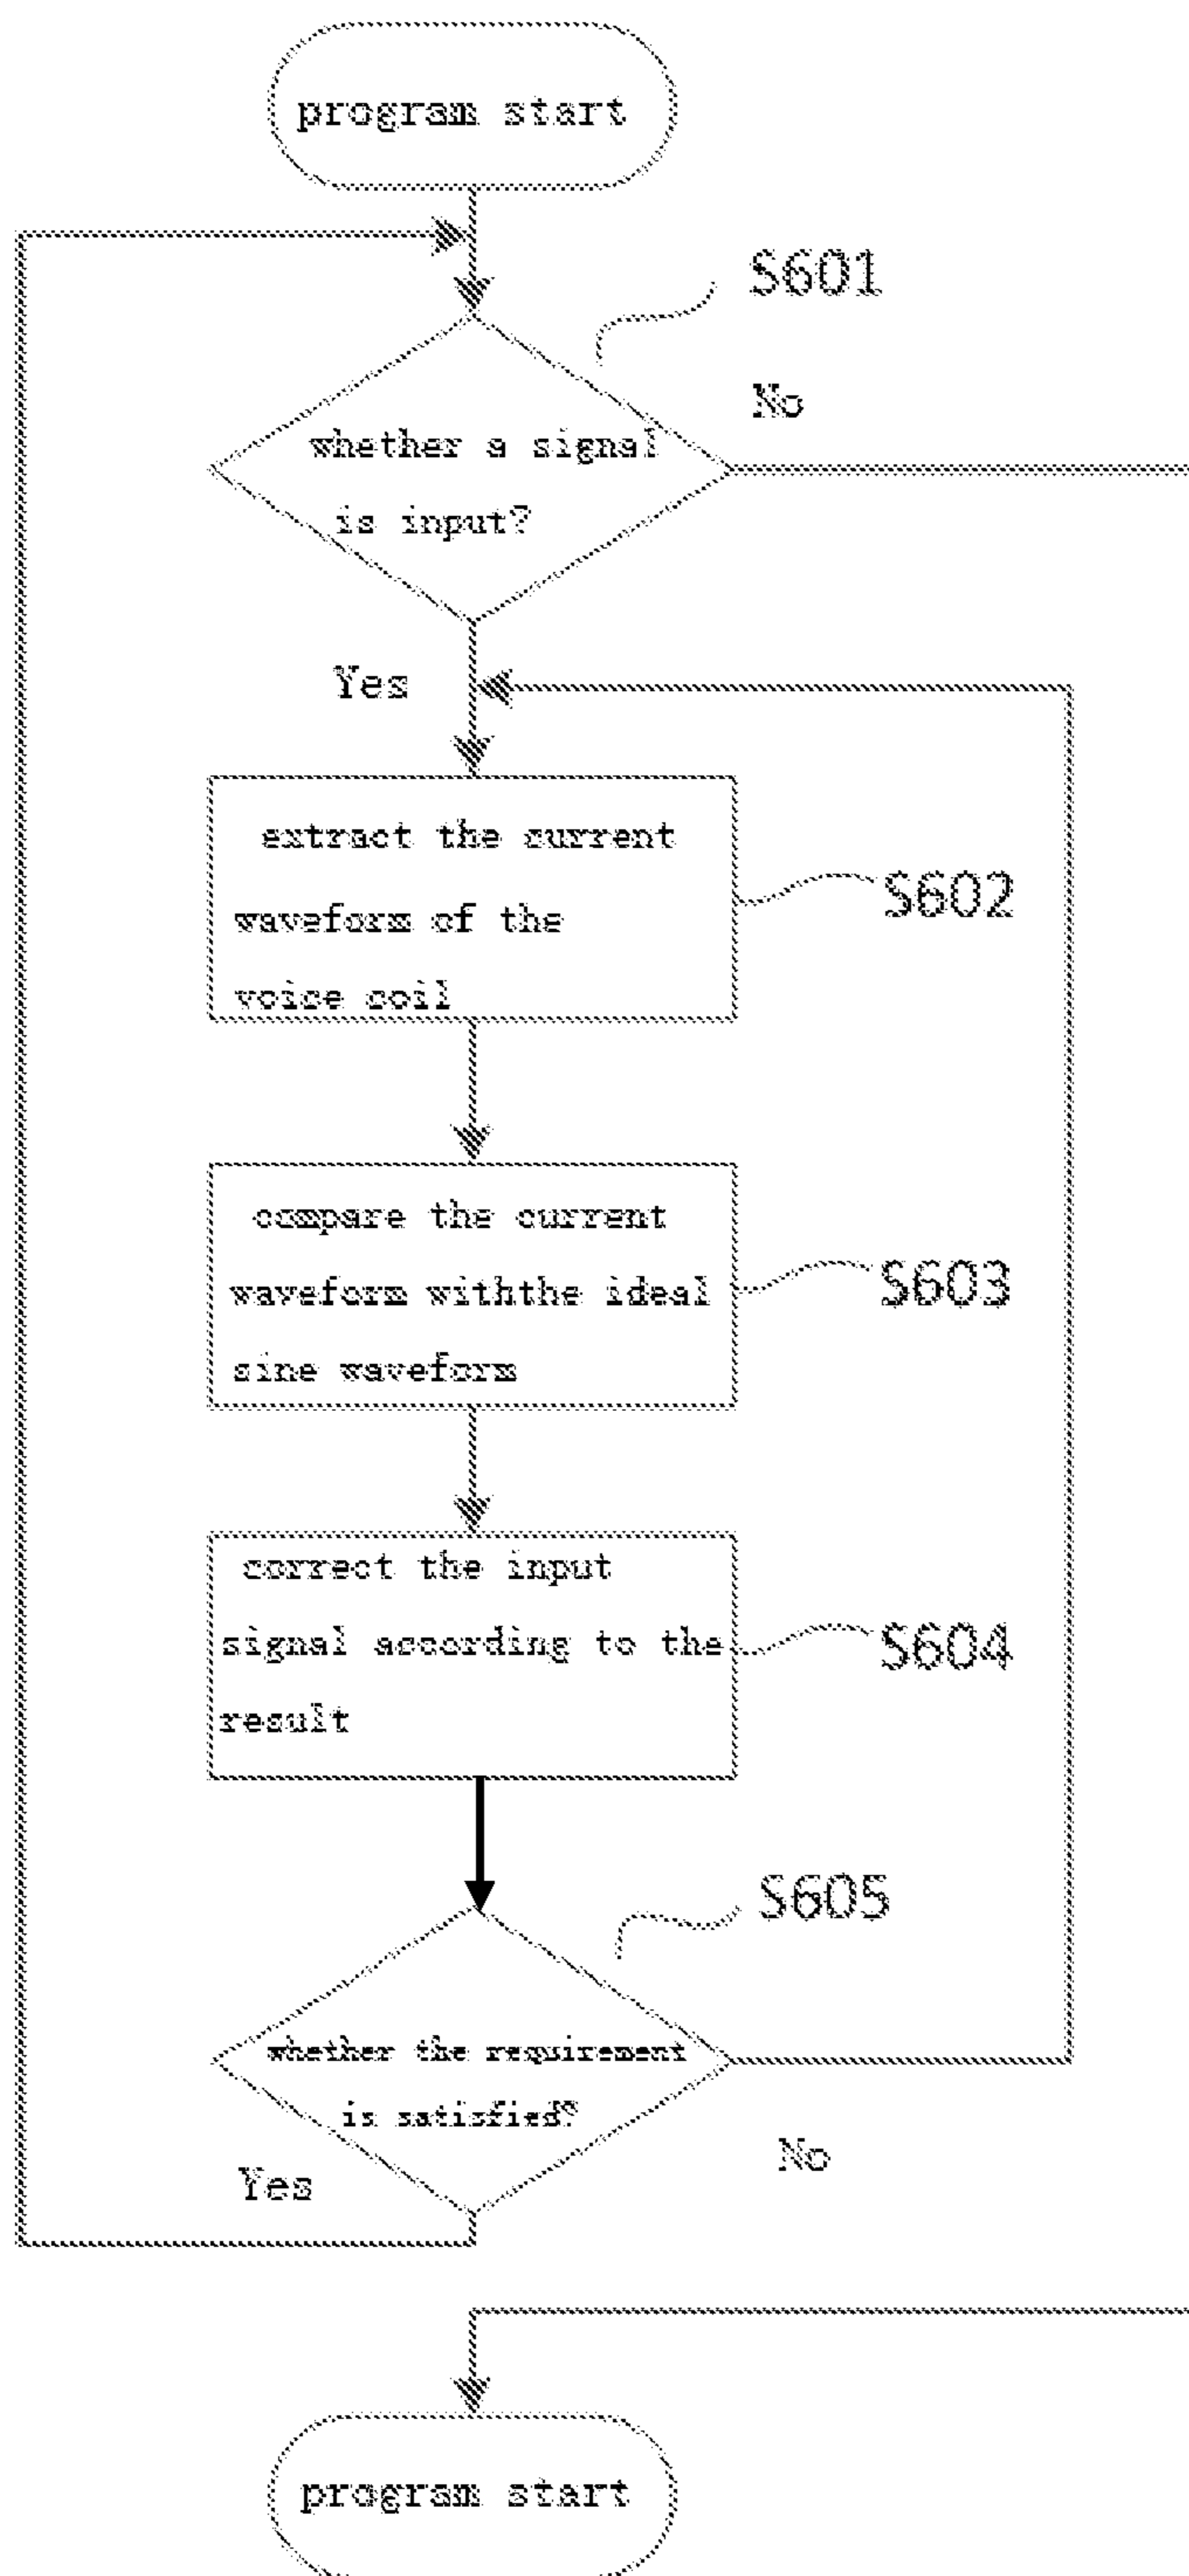 program start
S601
No
whether a signal
is input?
Yes
extract the current
waveform of the
voice coil
S602
compare the current
waveform withthe ideal
sine waveform
S603
correct the input
signal according to the
result
S604
S605
whether the requirement
is satisfied?
Yes
No
program start